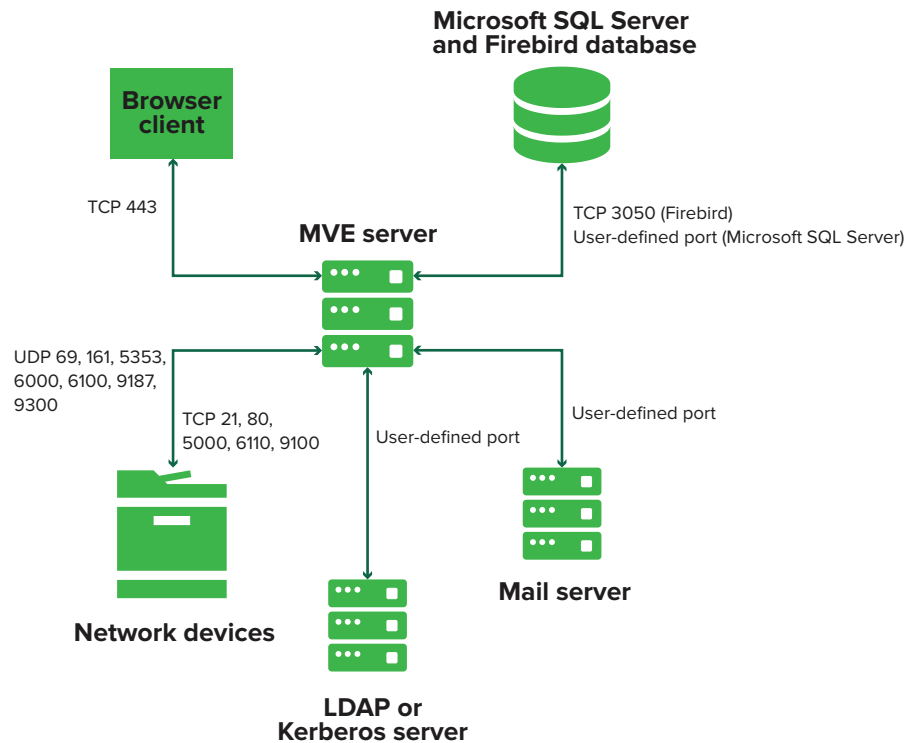 Microsoft SQL Server
and Firebird database
Browser
client
TCP 443
TCP 3050 (Firebird)
User-defined port (Microsoft SQL Server)
MVE server
UDP 69, 161, 5353,
6000, 6100, 9187,
9300
TCP 21, 80,
5000, 6110, 9100
User-defined port
User-defined port
Network devices
Mail server
LDAP or
Kerberos server